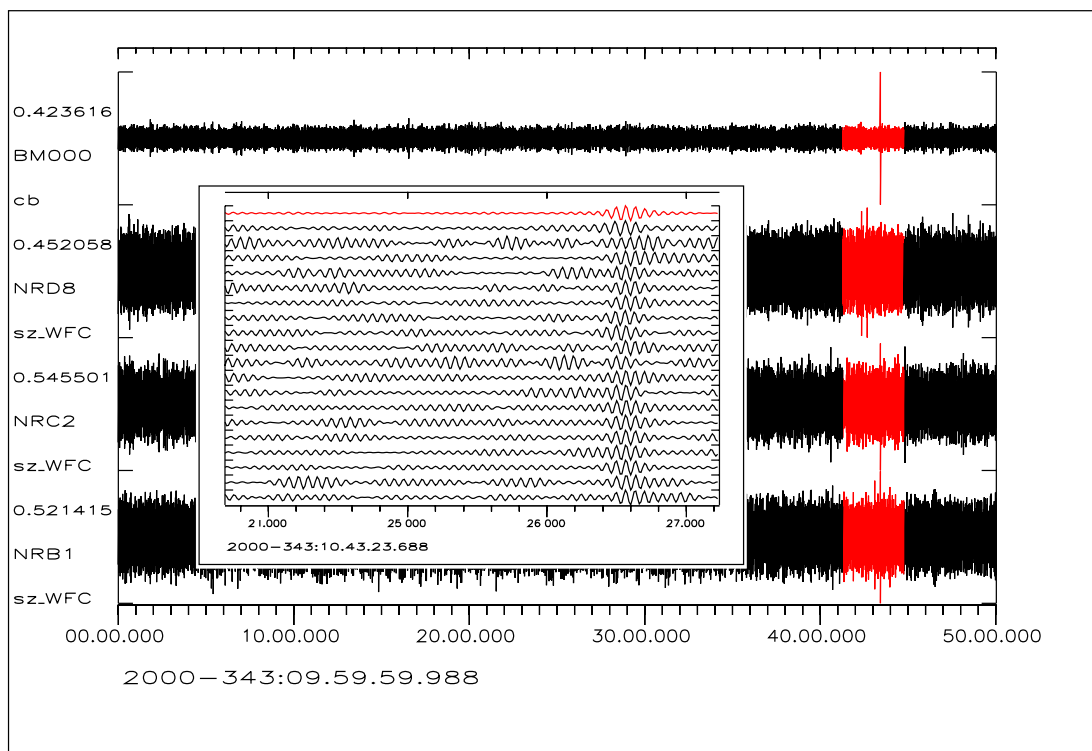 0.423616
BM000
cb
0.452058
NRD8
sz_WFC
0.545501
NRC2
sz_WFC
0.521415
NRB1
sz_WFC
21.000 25.000 26.000 27.000
2000-343:10.43.23.688
00.00.000 10.00.000 20.00.000 30.00.000 40.00.000 50.00.000
2000-343:09.59.59.988